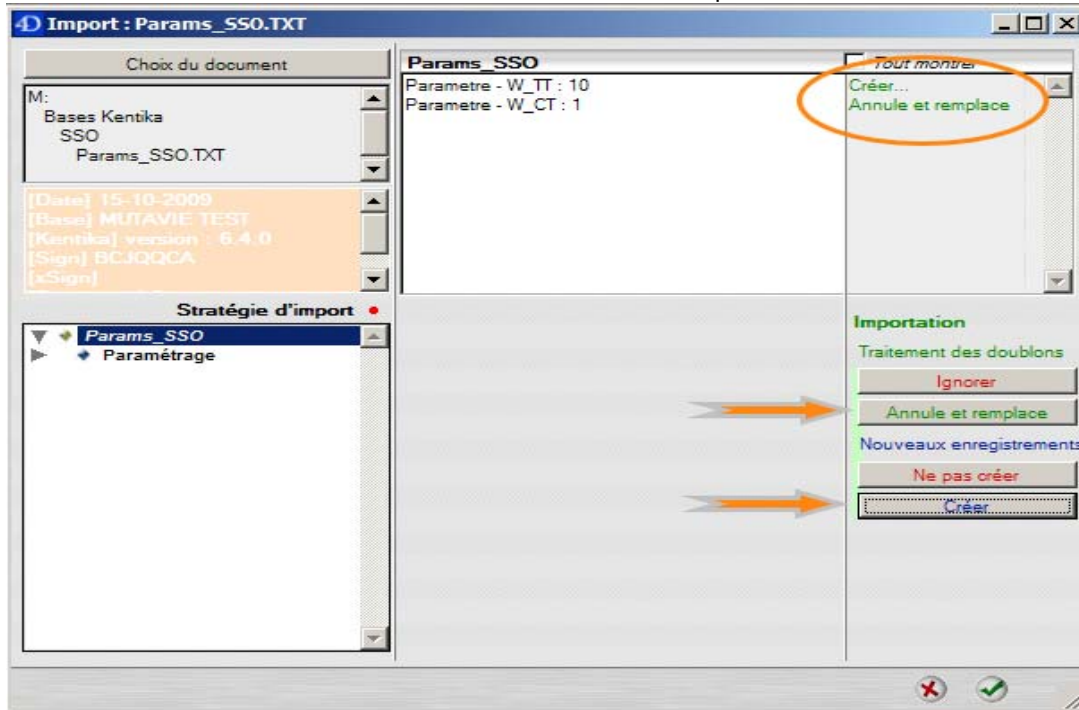 Import : Params_SSO.TXT
Choix du document
M:
Bases Kentika
SSO
Params_SSO.TXT
[Date] 15-10-2009
[Base] MUTAVIE TEST
[Kentika] version : 6.4.0
[Sign] BCJQQCA
[xSign]
Stratégie d'import
Params_SSO
Paramétrage
Params_SSO
Tout montrer
Parametre - W_TT : 10
Créer...
Parametre - W_CT : 1
Annule et remplace
Importation
Traitement des doublons
Ignorer
Annule et remplace
Nouveaux enregistrements
Ne pas créer
Créer